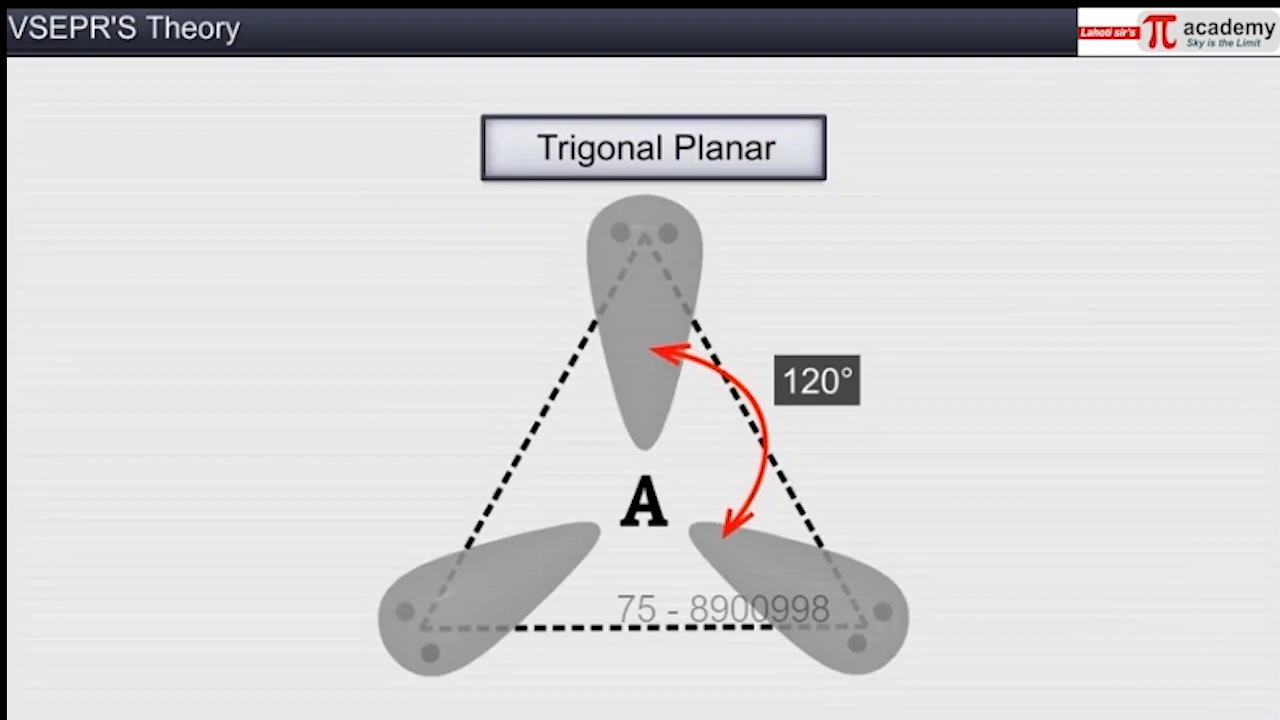 VSEPR'S Theory
Lahoti sir's π academy
Sky is the Limit
Trigonal Planar
120°
A
75 - 8900998